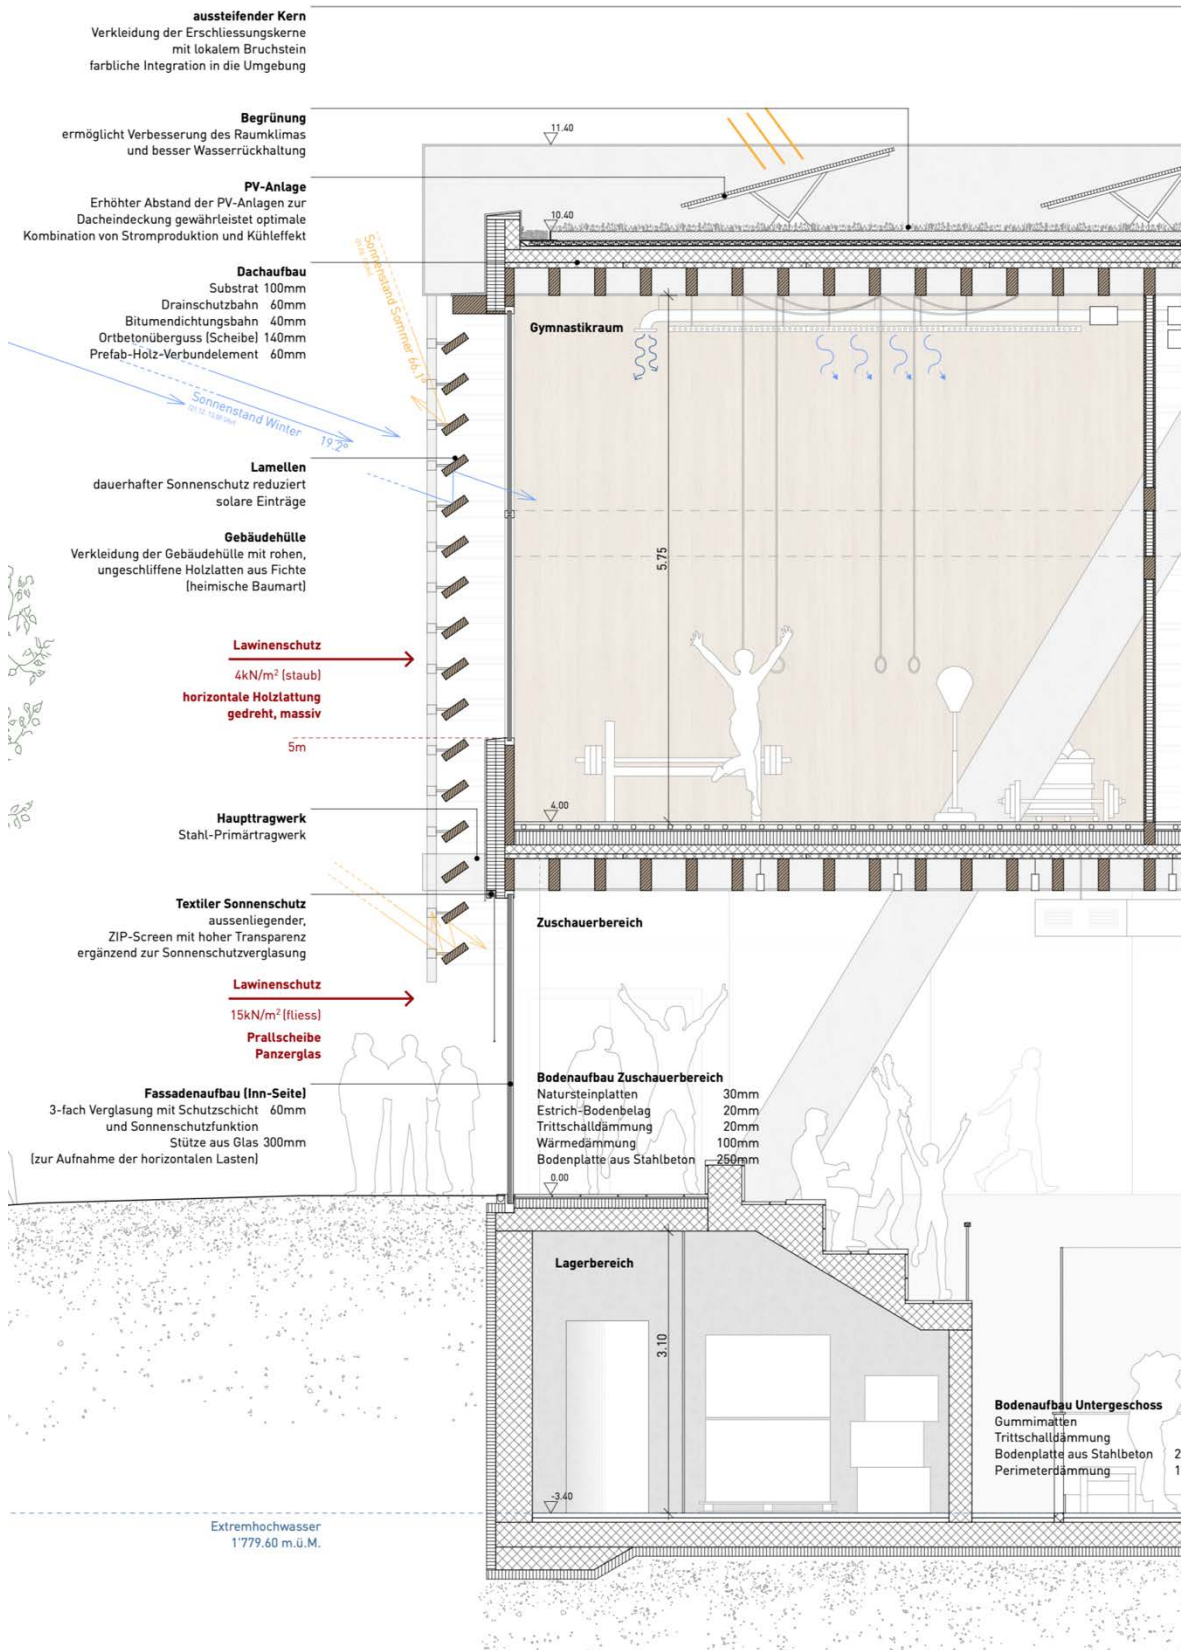 aussteifender Kern
Verkleidung der Erschliessungskerne
mit lokalem Bruchstein
farbliche Integration in die Umgebung
Begrünung
ermöglicht Verbesserung des Raumklimas
und besser Wasserrückhaltung
11.40
PV-Anlage
Erhöhter Abstand der PV-Anlagen zur
Dacheindeckung gewährleistet optimale
Kombination von Stromproduktion und Kühleffekt
10.40
Sonnenstand Sommer 66.1°
Dachaufbau
Substrat 100mm
Drainschutzbahn 60mm
Bitumendichtungsbahn 40mm
Ortbetonüberguss (Scheibe) 140mm
Prefab-Holz-Verbundelement 60mm
Gymnastikraum
Sonnenstand Winter 19.2°
Lamellen
dauerhafter Sonnenschutz reduziert
solare Einträge
Gebäudehülle
Verkleidung der Gebäudehülle mit rohen,
ungeschliffene Holzlatten aus Fichte
(heimische Baumart)
5.75
Lawinenschutz
4kN/m² (staub)
horizontale Holzlattung
gedreht, massiv
5m
Haupttragwerk
Stahl-Primärtragwerk
4.00
Textiler Sonnenschutz
aussenliegender,
ZIP-Screen mit hoher Transparenz
ergänzend zur Sonnenschutzverglasung
Zuschauerbereich
Lawinenschutz
15kN/m² (fliess)
Prallscheibe
Panzerglas
Fassadenaufbau (Inn-Seite)
3-fach Verglasung mit Schutzschicht 60mm
und Sonnenschutzfunktion
Stütze aus Glas 300mm
(zur Aufnahme der horizontalen Lasten)
Bodenaufbau Zuschauerbereich
Natursteinplatten 30mm
Estrich-Bodenbelag 20mm
Trittschalldämmung 20mm
Wärmedämmung 100mm
Bodenplatte aus Stahlbeton 250mm
0.00
Lagerbereich
3.10
Bodenaufbau Untergeschoss
Gummimatten
Trittschalldämmung
Bodenplatte aus Stahlbeton 2
Perimeterdämmung 1
-3.40
Extremhochwasser
1'779.60 m.ü.M.